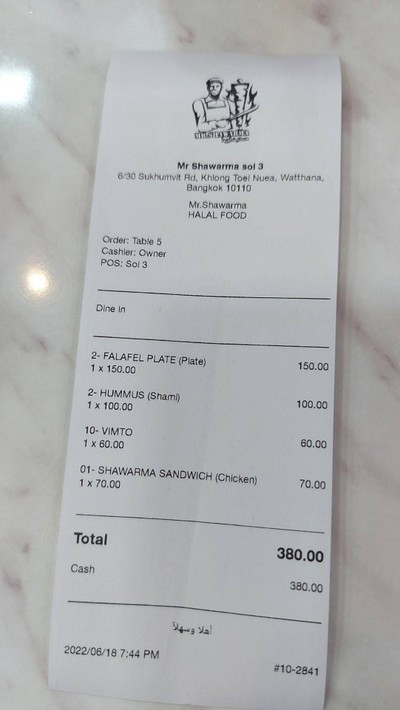 MR.SHAWARMA
Mr Shawarma soi 3
6/30 Sukhumvit Rd, Khlong Toei Nuea, Watthana,
Bangkok 10110
Mr.Shawarma
HALAL FOOD
Order: Table 5
Cashier: Owner
POS: Soi 3
Dine in
2- FALAFEL PLATE (Plate) 150.00
1 x 150.00
2- HUMMUS (Shami) 100.00
1 x 100.00
10- VIMTO 60.00
1 x 60.00
01- SHAWARMA SANDWICH (Chicken) 70.00
1 x 70.00
Total 380.00
Cash 380.00
أهلا وسهلاً
2022/06/18 7:44 PM #10-2841